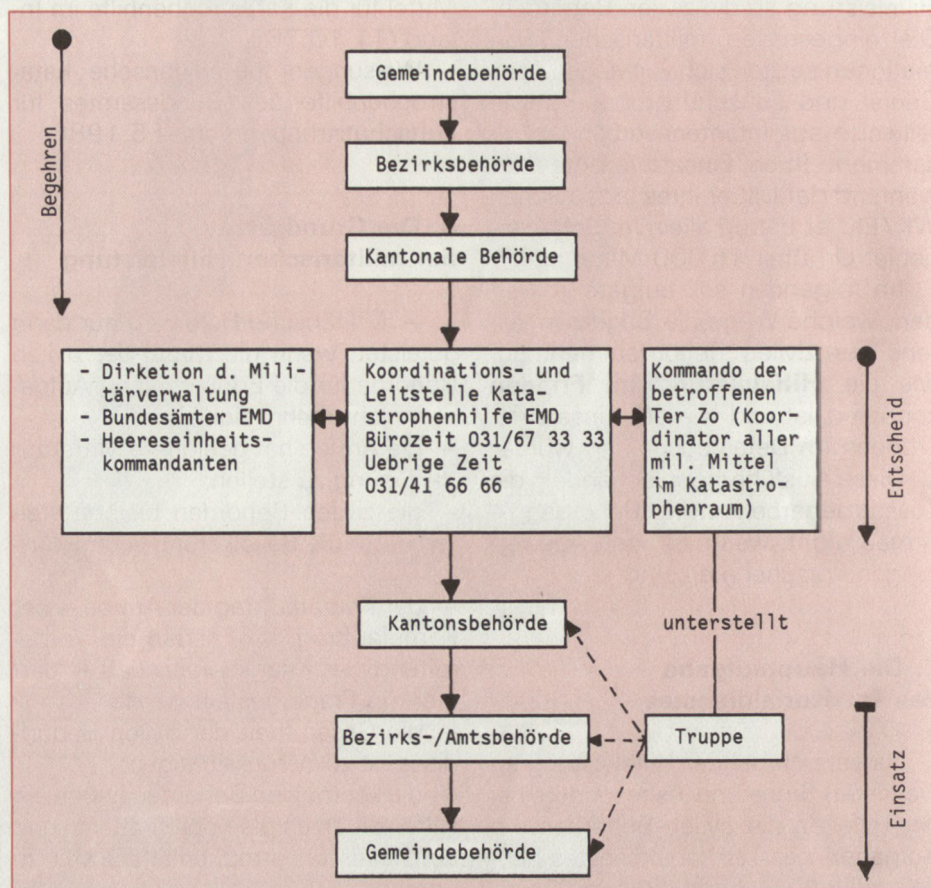 Begehren
Gemeindebehörde
Bezirksbehörde
Kantonale Behörde
- Dirketion d. Mili-
tärverwaltung
- Bundesämter EMD
- Heereseinheits-
kommandanten
Koordinations- und
Leitstelle Kata-
strophenhilfe EMD
Bürozeit 031/67 33 33
Uebrige Zeit
031/41 66 66
Kommando der
betroffenen
Ter Zo (Koor-
dinator aller
mil. Mittel
im Katastro-
phenraum)
Entscheid
Kantonsbehörde
unterstellt
Bezirks-/Amtsbehörde
Truppe
Gemeindebehörde
Einsatz